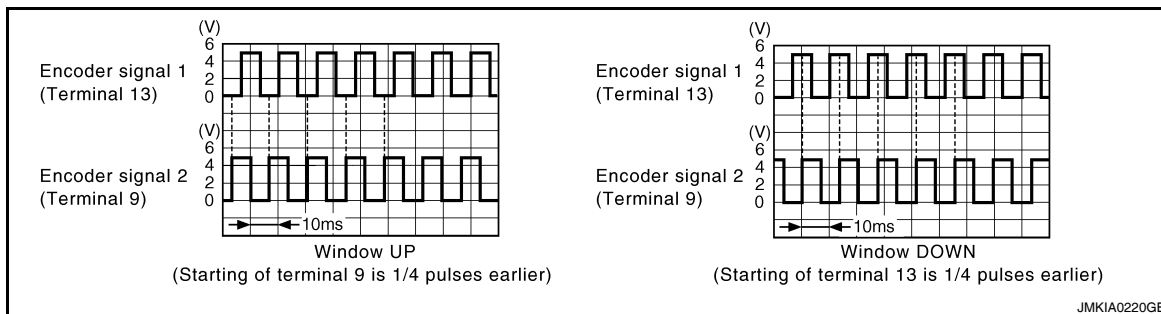 (V)
6
4
2
0
Encoder signal 1
(Terminal 13)
(V)
6
4
2
0
Encoder signal 2
(Terminal 9)
10ms
Window UP
(Starting of terminal 9 is 1/4 pulses earlier)
(V)
6
4
2
0
Encoder signal 1
(Terminal 13)
(V)
6
4
2
0
Encoder signal 2
(Terminal 9)
10ms
Window DOWN
(Starting of terminal 13 is 1/4 pulses earlier)
JMKIA0220GB